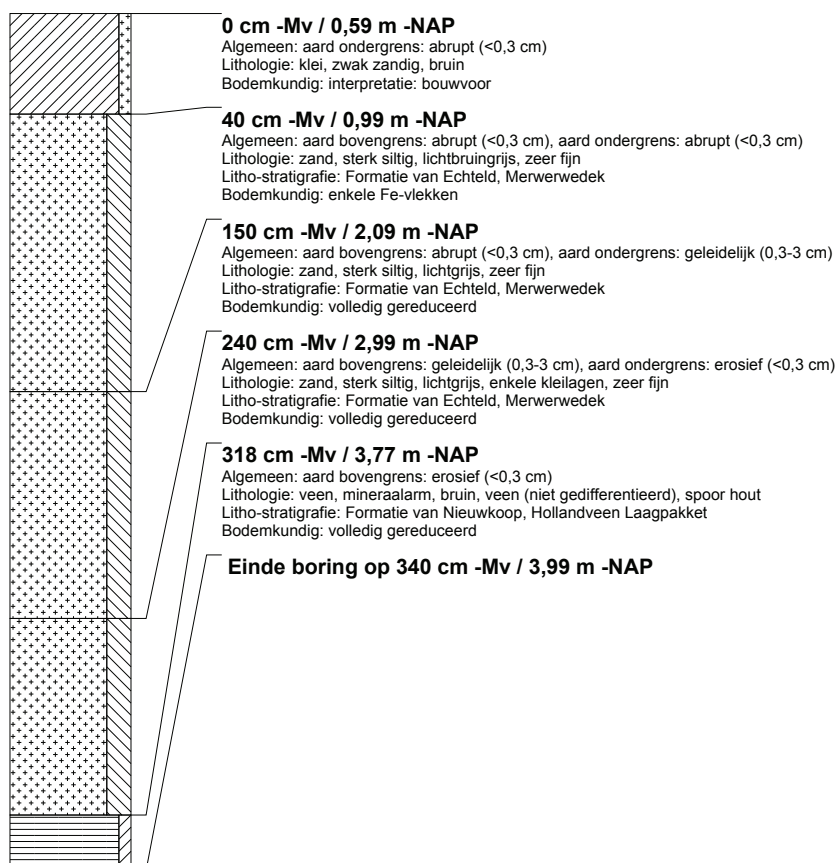 0 cm -Mv / 0,59 m -NAP
Algemeen: aard ondergrens: abrupt (<0,3 cm)
Lithologie: klei, zwak zandig, bruin
Bodemkundig: interpretatie: bouwvoor
40 cm -Mv / 0,99 m -NAP
Algemeen: aard bovengrens: abrupt (<0,3 cm), aard ondergrens: abrupt (<0,3 cm)
Lithologie: zand, sterk siltig, lichtbruingrijs, zeer fijn
Litho-stratigrafie: Formatie van Echteld, Merwerwedek
Bodemkundig: enkele Fe-vlekken
150 cm -Mv / 2,09 m -NAP
Algemeen: aard bovengrens: abrupt (<0,3 cm), aard ondergrens: geleidelijk (0,3-3 cm)
Lithologie: zand, sterk siltig, lichtgrijs, zeer fijn
Litho-stratigrafie: Formatie van Echteld, Merwerwedek
Bodemkundig: volledig gereduceerd
240 cm -Mv / 2,99 m -NAP
Algemeen: aard bovengrens: geleidelijk (0,3-3 cm), aard ondergrens: erosief (<0,3 cm)
Lithologie: zand, sterk siltig, lichtgrijs, enkele kleilagen, zeer fijn
Litho-stratigrafie: Formatie van Echteld, Merwerwedek
Bodemkundig: volledig gereduceerd
318 cm -Mv / 3,77 m -NAP
Algemeen: aard bovengrens: erosief (<0,3 cm)
Lithologie: veen, mineraalarm, bruin, veen (niet gedifferentieerd), spoor hout
Litho-stratigrafie: Formatie van Nieuwkoop, Hollandveen Laagpakket
Bodemkundig: volledig gereduceerd
Einde boring op 340 cm -Mv / 3,99 m -NAP